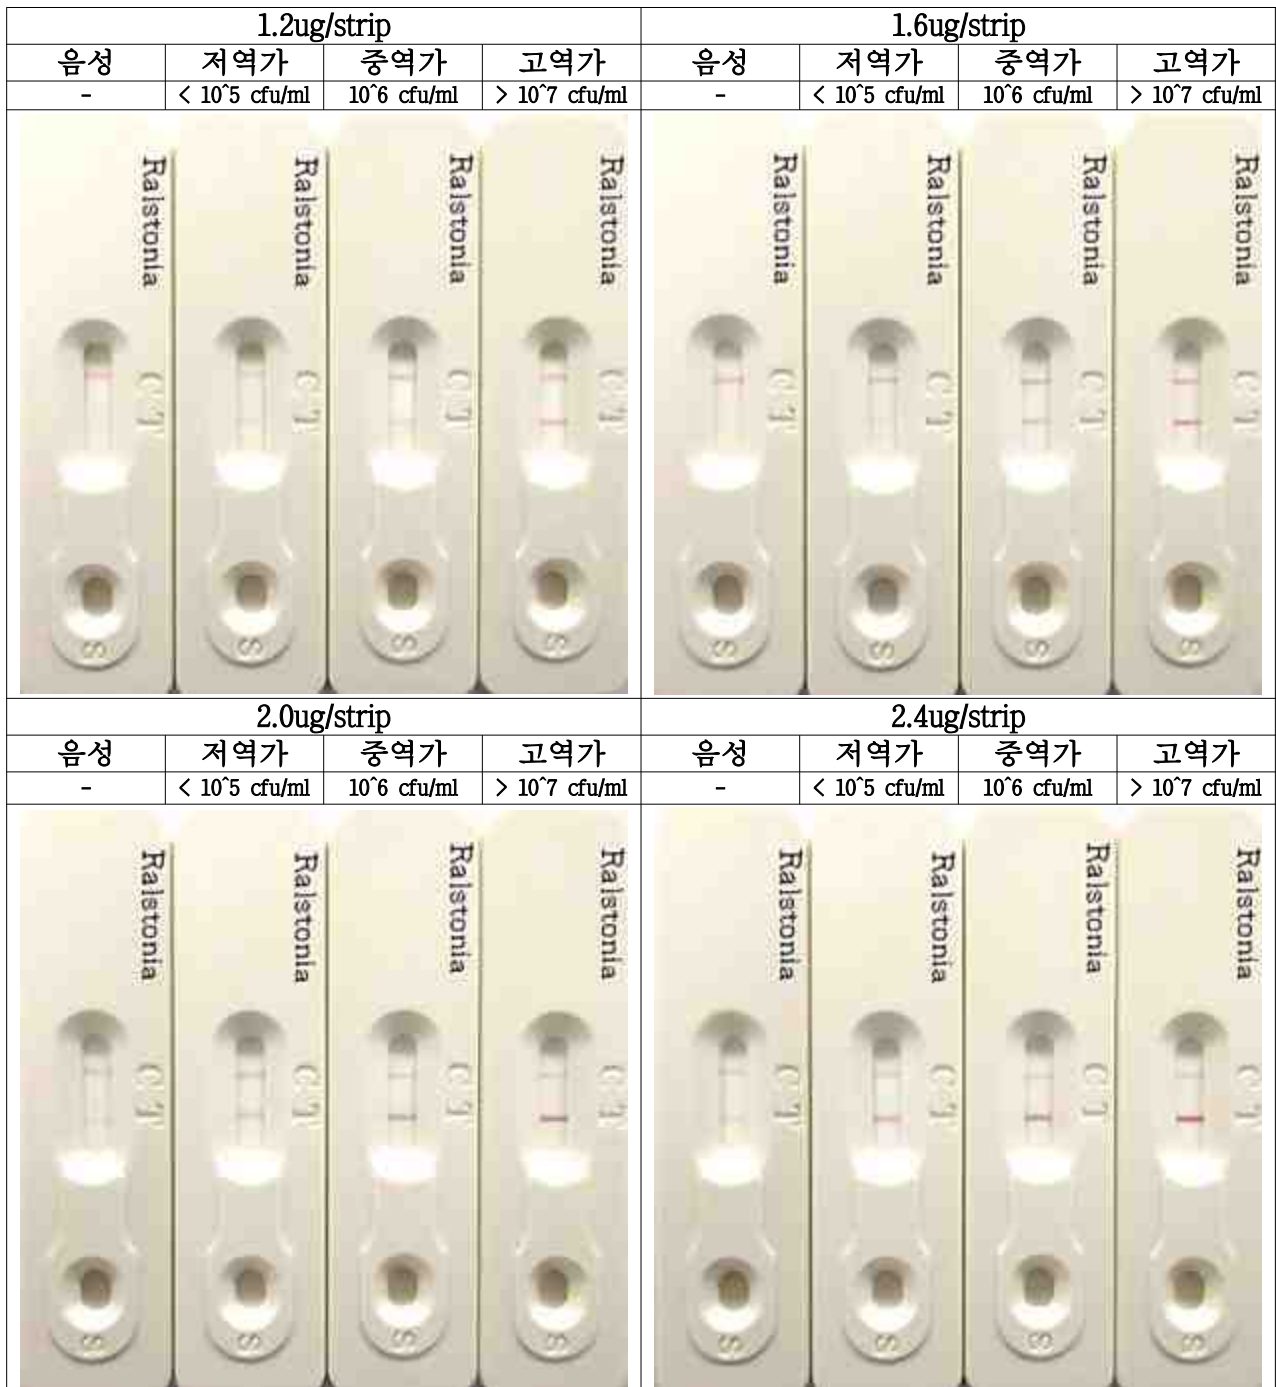 1.2ug/strip
음성 저역가 중역가 고역가
- < 10^5 cfu/ml 10^6 cfu/ml > 10^7 cfu/ml
Ralstonia Ralstonia Ralstonia Ralstonia
C C C C
T T T T
S S S S
1.6ug/strip
음성 저역가 중역가 고역가
- < 10^5 cfu/ml 10^6 cfu/ml > 10^7 cfu/ml
Ralstonia Ralstonia Ralstonia Ralstonia
C C C C
T T T T
S S S S
2.0ug/strip
음성 저역가 중역가 고역가
- < 10^5 cfu/ml 10^6 cfu/ml > 10^7 cfu/ml
Ralstonia Ralstonia Ralstonia Ralstonia
C C C C
T T T T
S S S S
2.4ug/strip
음성 저역가 중역가 고역가
- < 10^5 cfu/ml 10^6 cfu/ml > 10^7 cfu/ml
Ralstonia Ralstonia Ralstonia Ralstonia
C C C C
T T T T
S S S S